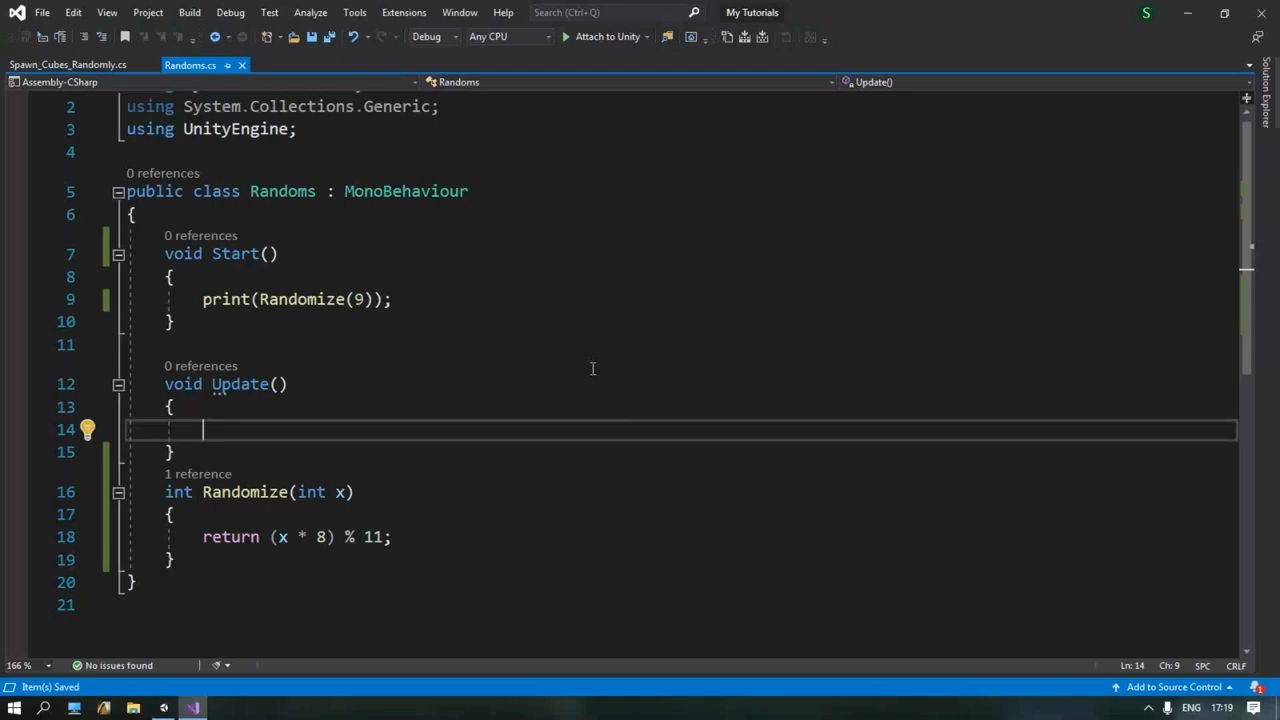 File Edit View Project Build Debug Test Analyze Tools Extensions Window Help Search (Ctrl+Q) My Tutorials S
Debug Any CPU Attach to Unity
Spawn_Cubes_Randomly.cs Randoms.cs
Assembly-CSharp Randoms Update()
Solution Explorer
2 using System.Collections.Generic;
3 using UnityEngine;
4
0 references
5 public class Randoms : MonoBehaviour
6 {
0 references
7 void Start()
8 {
9 print(Randomize(9));
10 }
11
0 references
12 void Update()
13 {
14
15 }
1 reference
16 int Randomize(int x)
17 {
18 return (x * 8) % 11;
19 }
20 }
21
166 % No issues found Ln: 14 Ch: 9 SPC CRLF
Item(s) Saved Add to Source Control 1
ENG 17:19